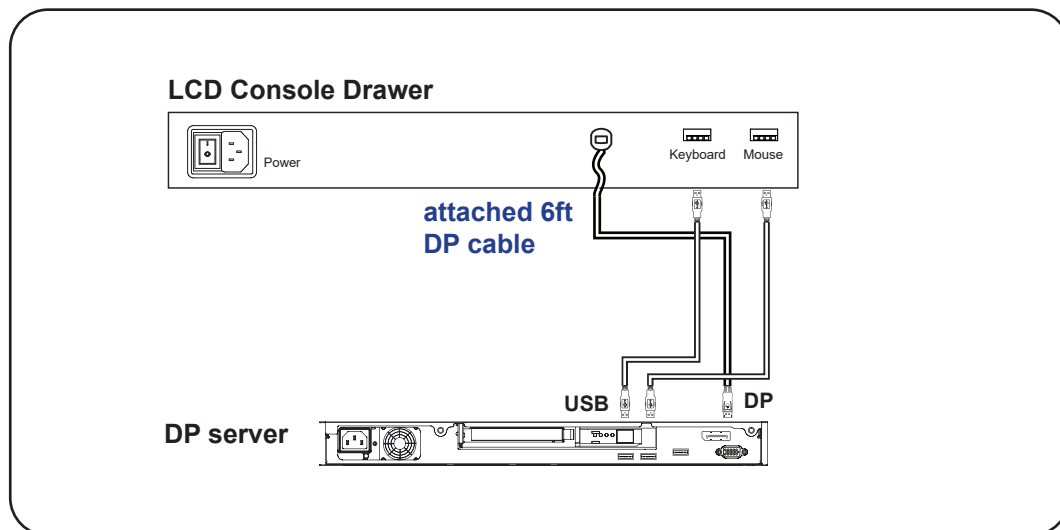 LCD Console Drawer
Power
Keyboard
Mouse
attached 6ft
DP cable
USB
DP
DP server